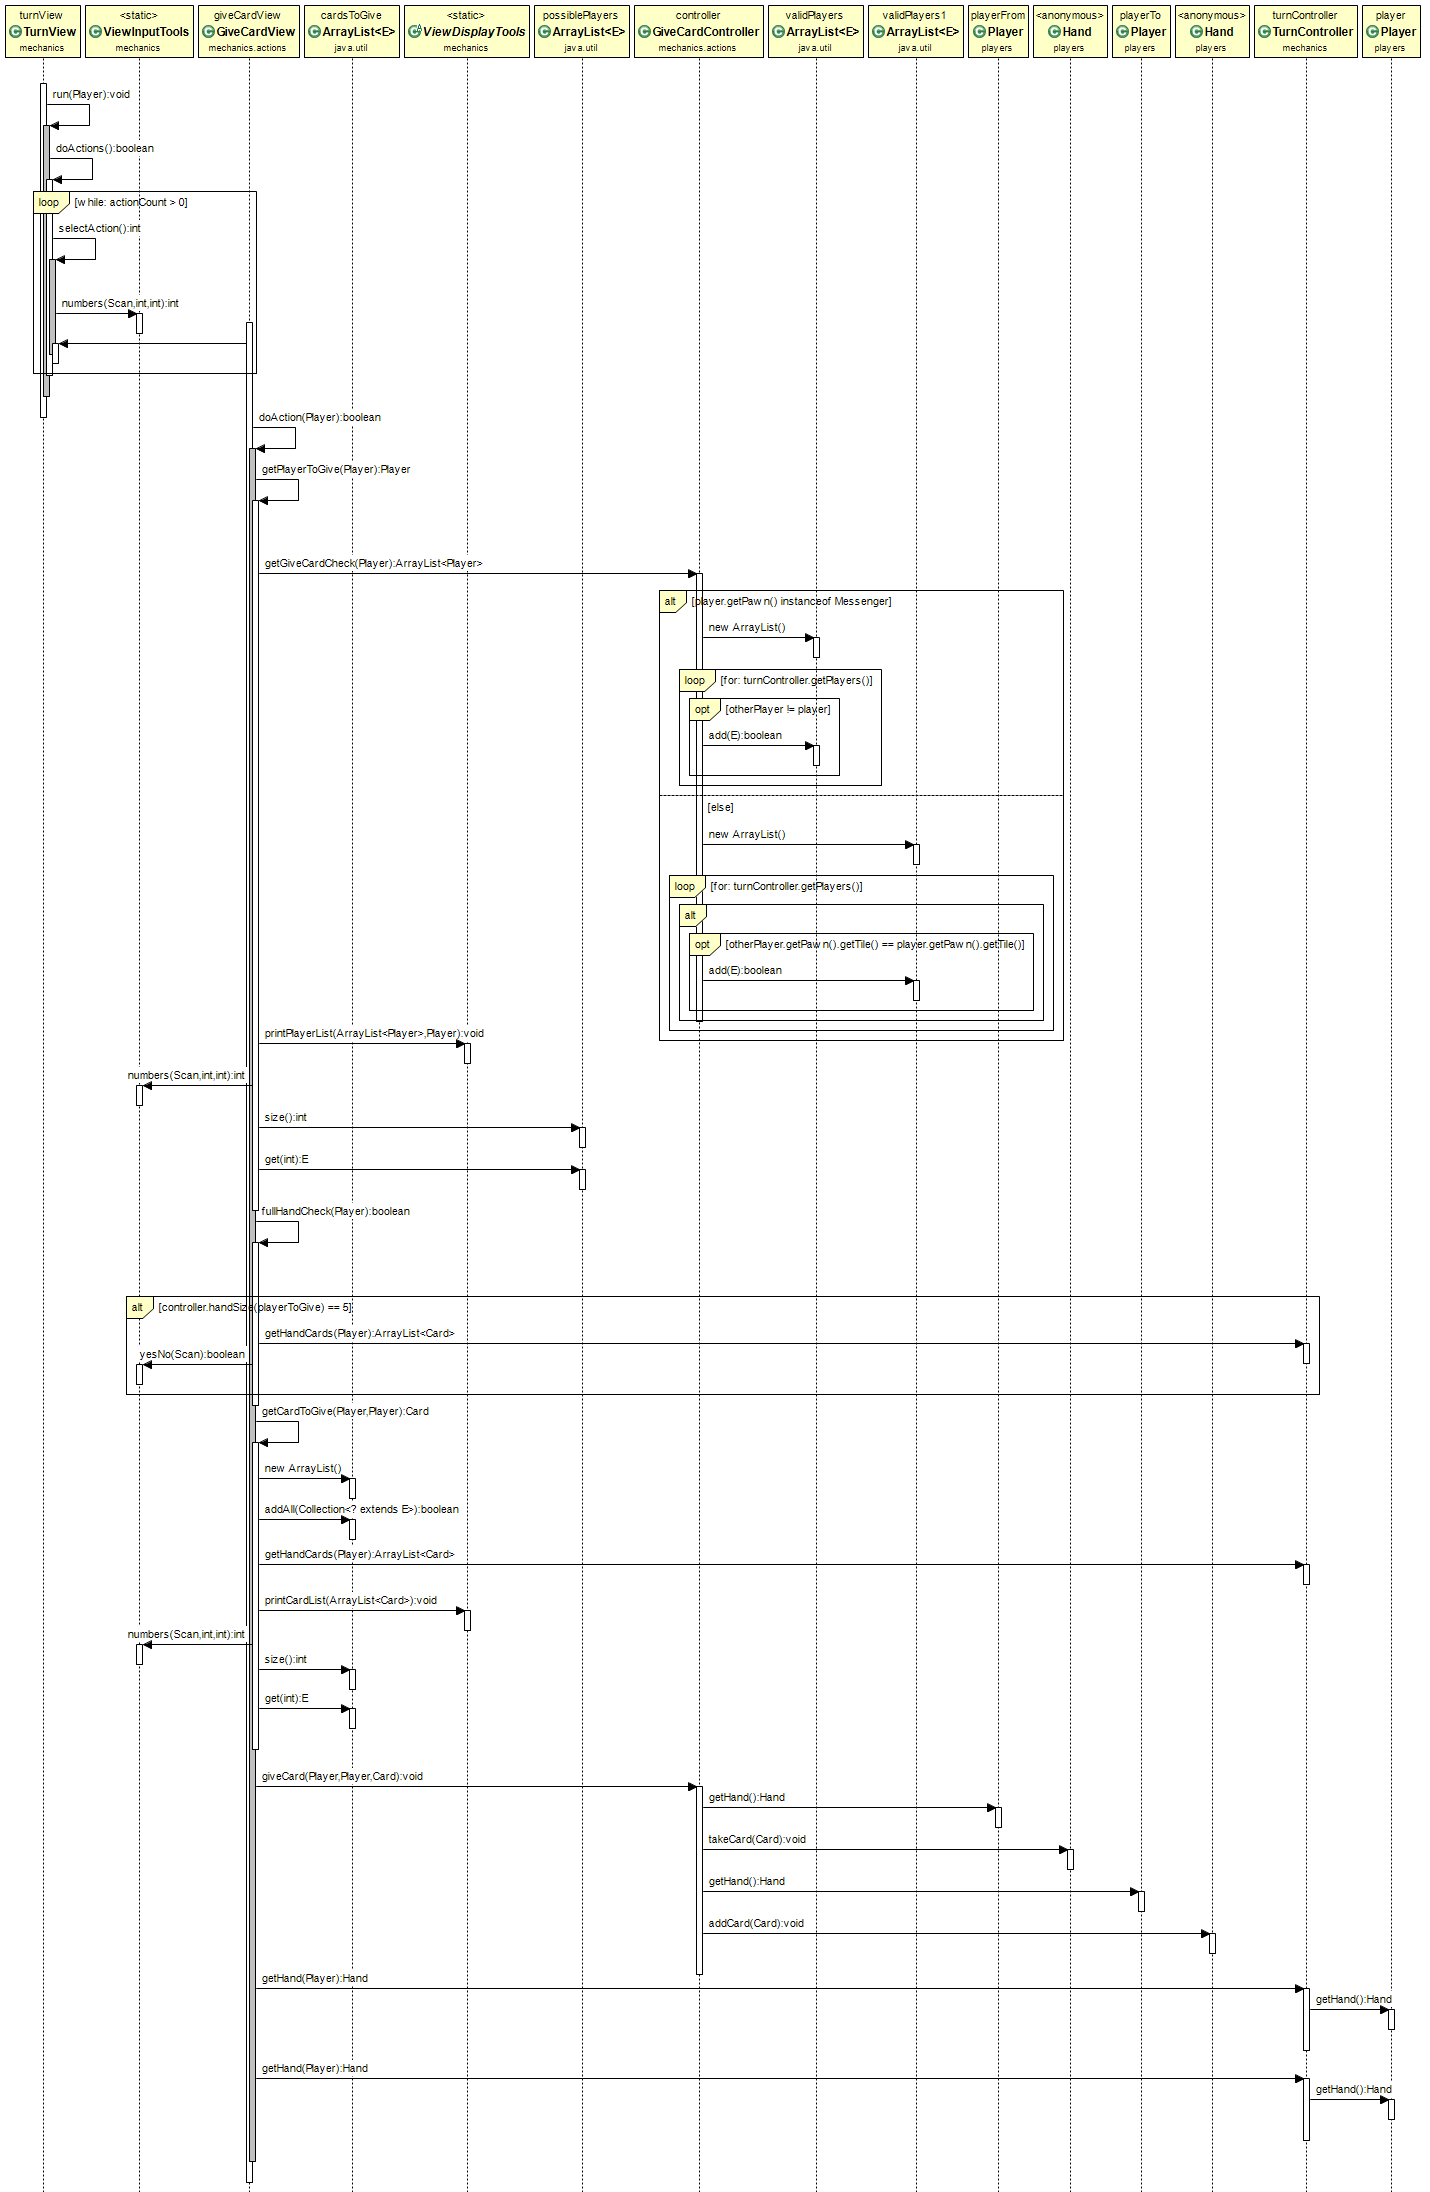 turnView
TurnView
mechanics
<static>
ViewInputTools
mechanics
giveCardView
GiveCardView
mechanics.actions
cardsToGive
ArrayList<E>
java.util
<static>
ViewDisplayTools
mechanics
possiblePlayers
ArrayList<E>
java.util
controller
GiveCardController
mechanics.actions
validPlayers
ArrayList<E>
java.util
validPlayers1
ArrayList<E>
java.util
playerFrom
Player
players
<anonymous>
Hand
players
playerTo
Player
players
<anonymous>
Hand
players
turnController
TurnController
mechanics
player
Player
players
run(Player):void
doActions():boolean
loop [while: actionCount > 0]
selectAction():int
numbers(Scan,int,int):int
doAction(Player):boolean
getPlayerToGive(Player):Player
getGiveCardCheck(Player):ArrayList<Player>
alt [player.getPawn() instanceof Messenger]
new ArrayList()
loop [for: turnController.getPlayers()]
opt [otherPlayer != player]
add(E):boolean
[else]
new ArrayList()
loop [for: turnController.getPlayers()]
alt
opt [otherPlayer.getPawn().getTile() == player.getPawn().getTile()]
add(E):boolean
printPlayerList(ArrayList<Player>,Player):void
numbers(Scan,int,int):int
size():int
get(int):E
fullHandCheck(Player):boolean
alt [controller.handSize(playerToGive) == 5]
getHandCards(Player):ArrayList<Card>
yesNo(Scan):boolean
getCardToGive(Player,Player):Card
new ArrayList()
addAll(Collection<? extends E>):boolean
getHandCards(Player):ArrayList<Card>
printCardList(ArrayList<Card>):void
numbers(Scan,int,int):int
size():int
get(int):E
giveCard(Player,Player,Card):void
getHand():Hand
takeCard(Card):void
getHand():Hand
addCard(Card):void
getHand(Player):Hand
getHand():Hand
getHand(Player):Hand
getHand():Hand